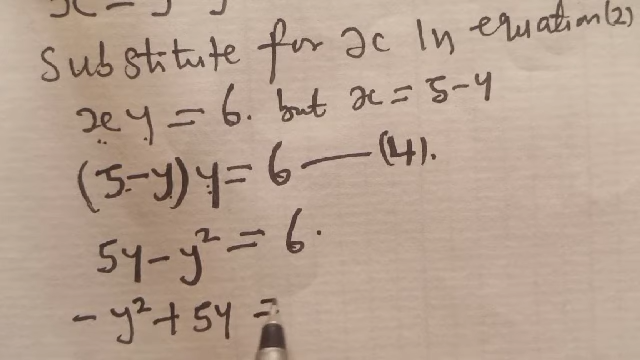 Substitute for x in equation(2)
xy = 6. but x = 5-y
(5-y)y = 6 — (4).
5y - y² = 6.
- y² + 5y =